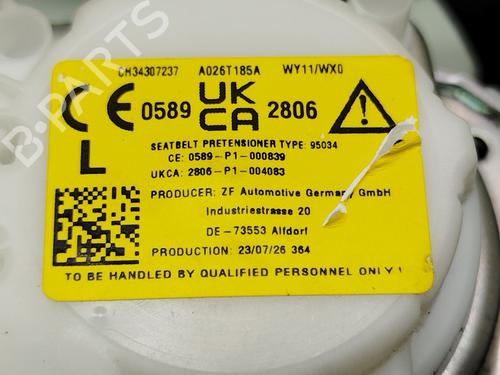 B-PARTS
CH34307237 A026T185A WY11/WX0
CE 0589 UK CA 2806
L
SEATBELT PRETENSIONER TYPE: 95034
CE: 0589-P1-000839
UKCA: 2806-P1-004083
PRODUCER: ZF Automotive Germany GmbH
Industriestrasse 20
DE-73553 Alfdorf
PRODUCTION: 23/07/26 364
TO BE HANDLED BY QUALIFIED PERSONNEL ONLY!